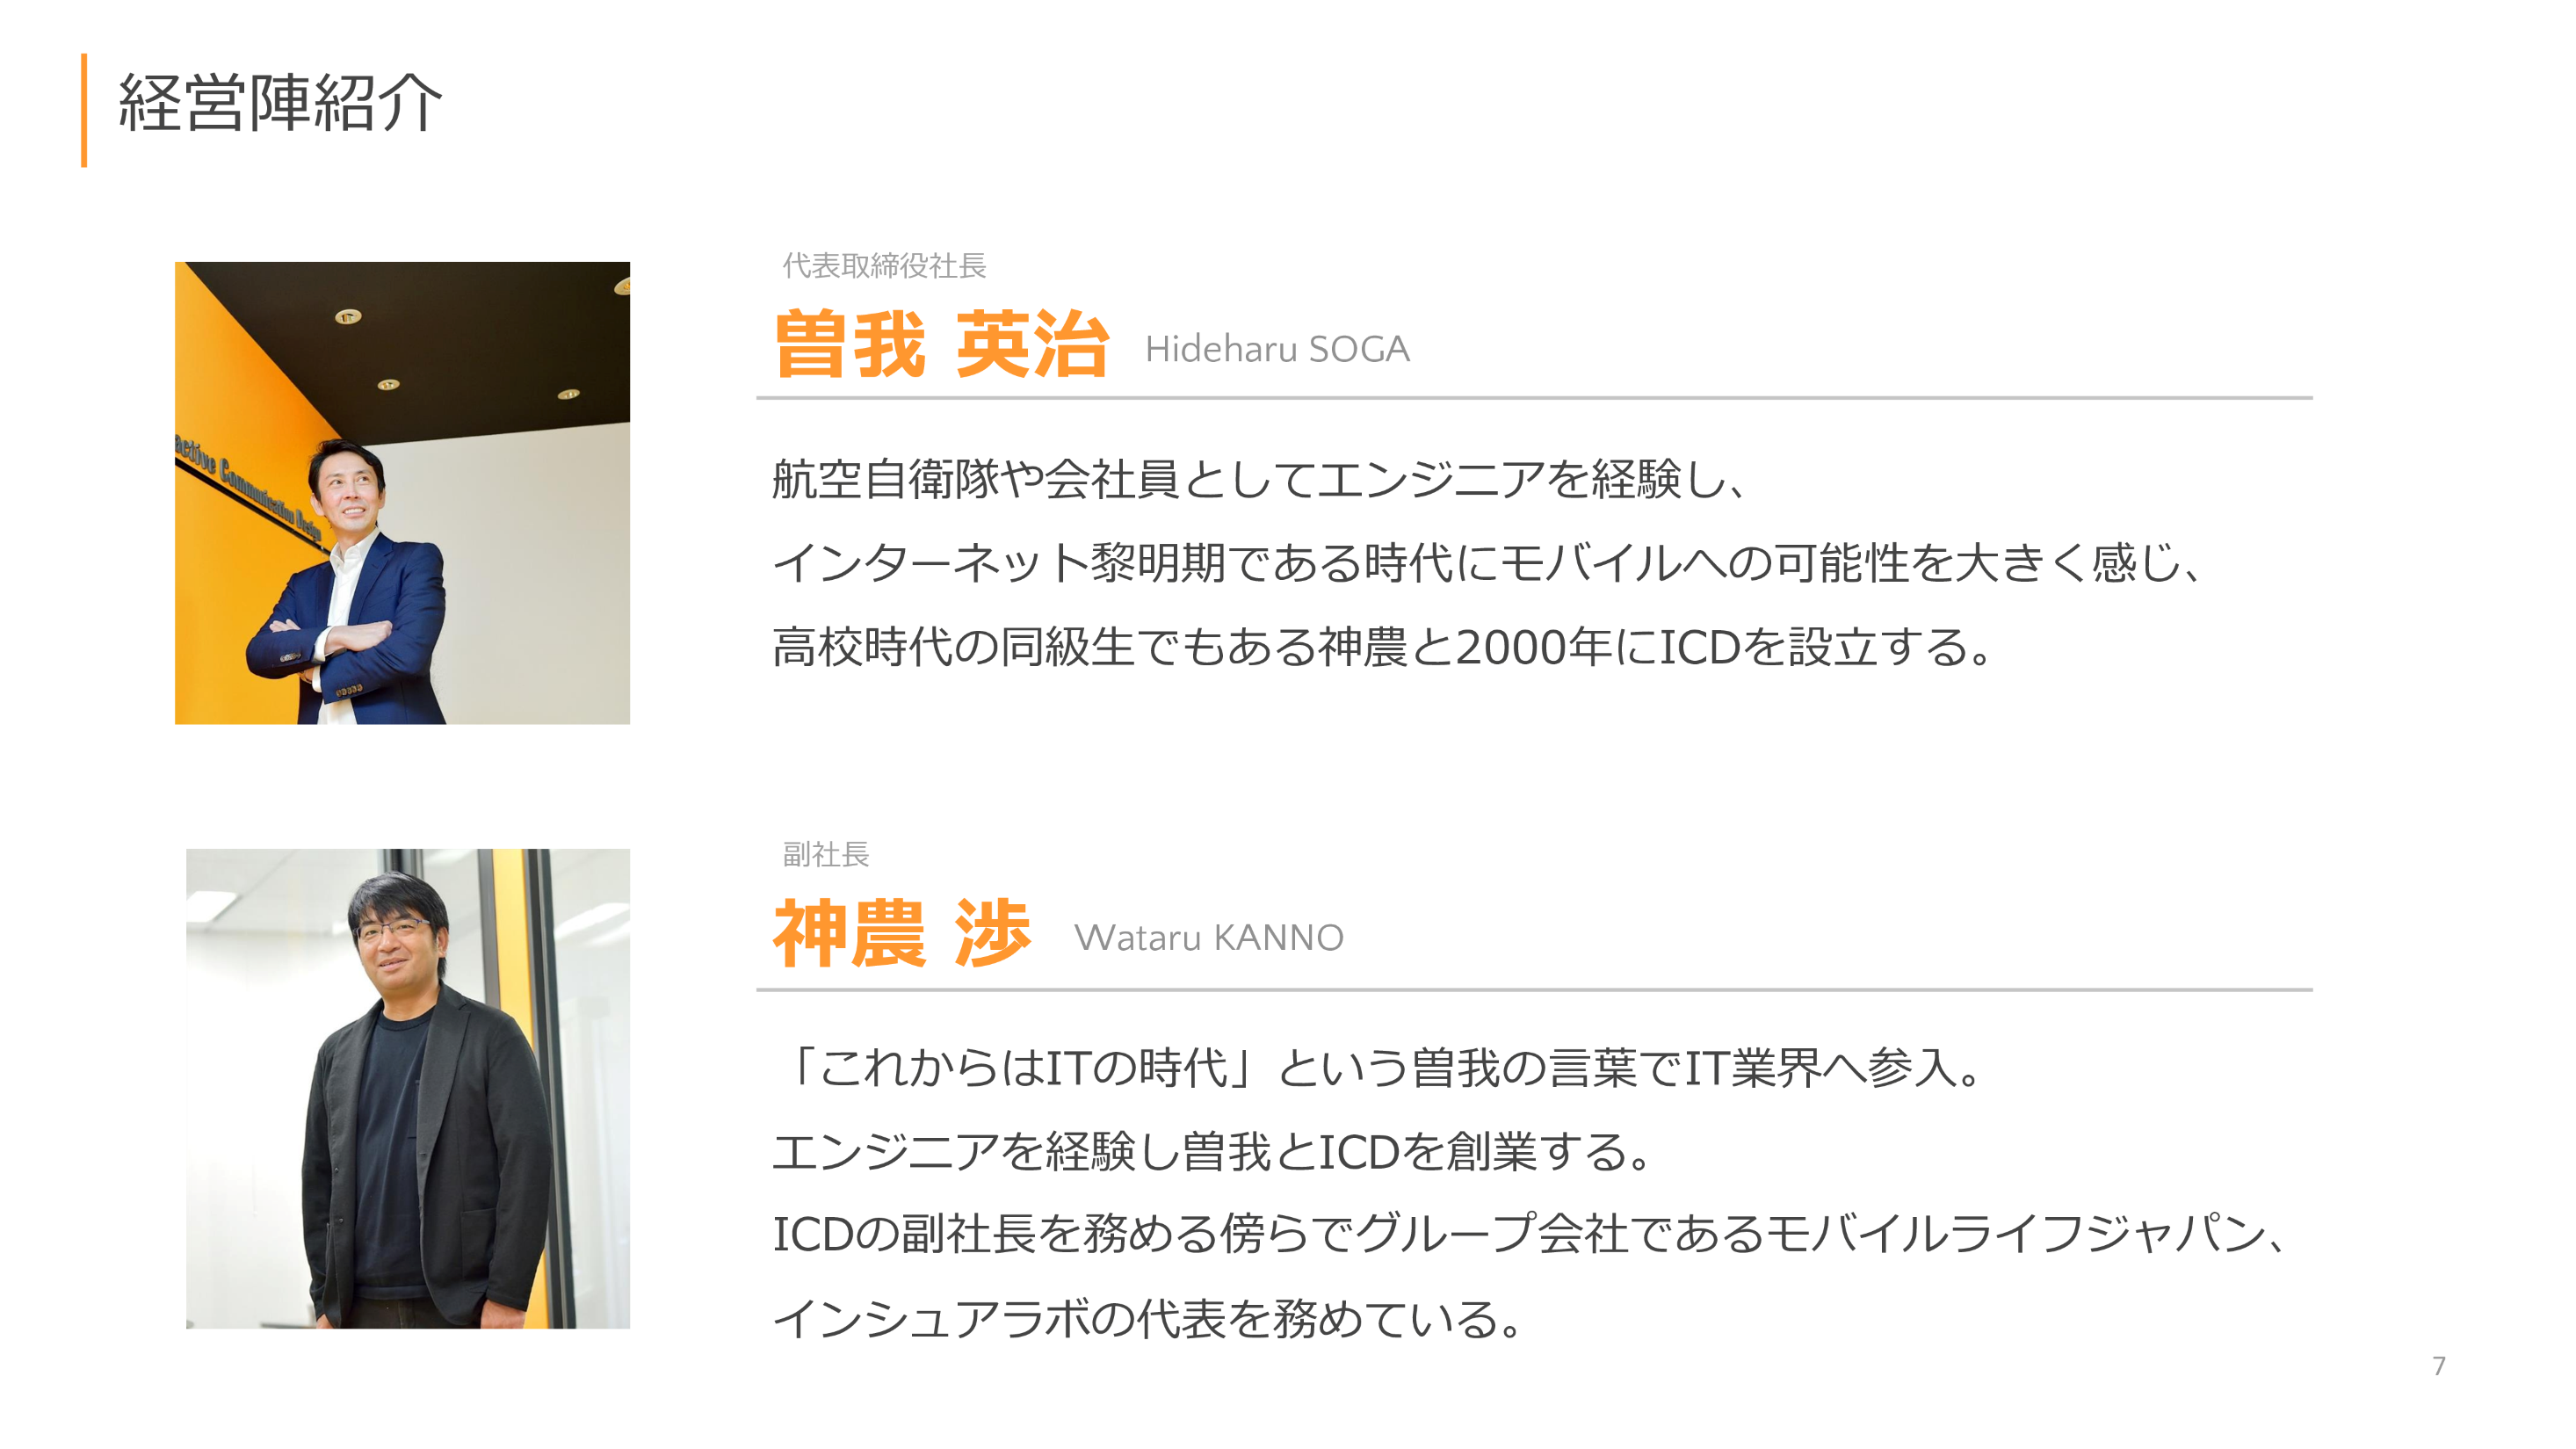 経営陣紹介
active Communication Design
代表取締役社長
曽我 英治 Hideharu SOGA
航空自衛隊や会社員としてエンジニアを経験し、
インターネット黎明期である時代にモバイルへの可能性を大きく感じ、
高校時代の同級生でもある神農と2000年にICDを設立する。
副社長
神農 渉 Wataru KANNO
「これからはITの時代」という曽我の言葉でIT業界へ参入。
エンジニアを経験し曽我とICDを創業する。
ICDの副社長を務める傍らでグループ会社であるモバイルライフジャパン、
インシュアラボの代表を務めている。
7